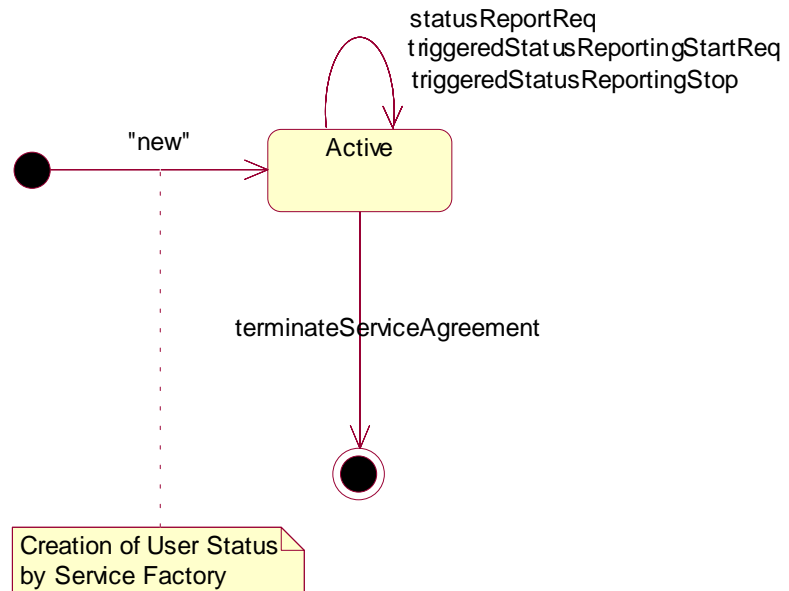 statusReportReq
triggeredStatusReportingStartReq
triggeredStatusReportingStop
"new"
Active
terminateServiceAgreement
Creation of User Status
by Service Factory